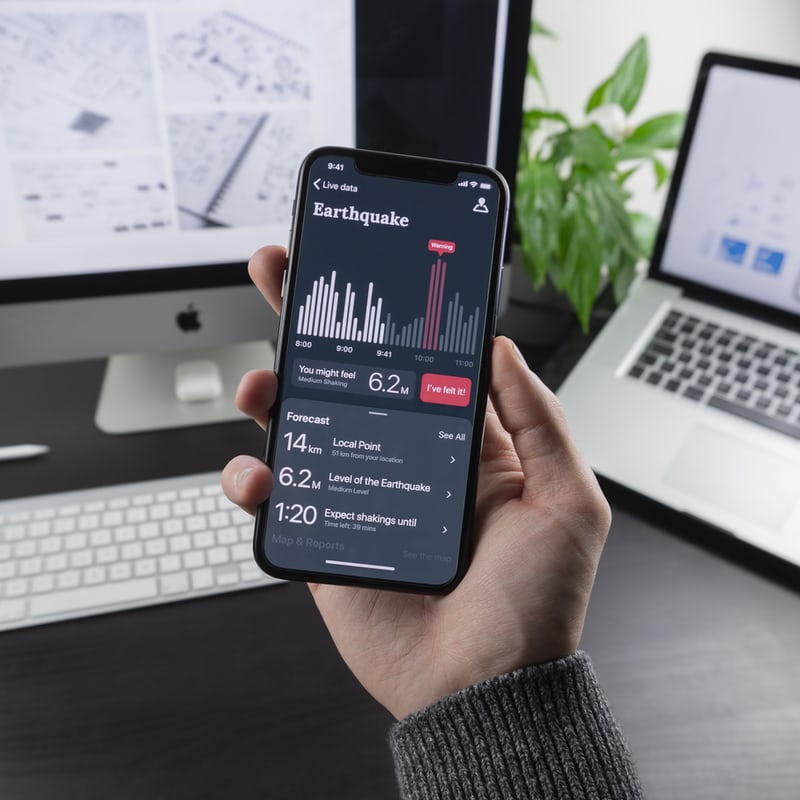 9:41
Live data
Earthquake
Warning
8:00 9:00 9:41 10:00 11:00
You might feel
Medium Shaking
6.2M
I've felt it!
Forecast
See All
14km
Local Point
51 km from your location
6.2M
Level of the Earthquake
Medium Level
1:20
Expect shakings until
Time left: 39 mins
Map & Reports
See the map